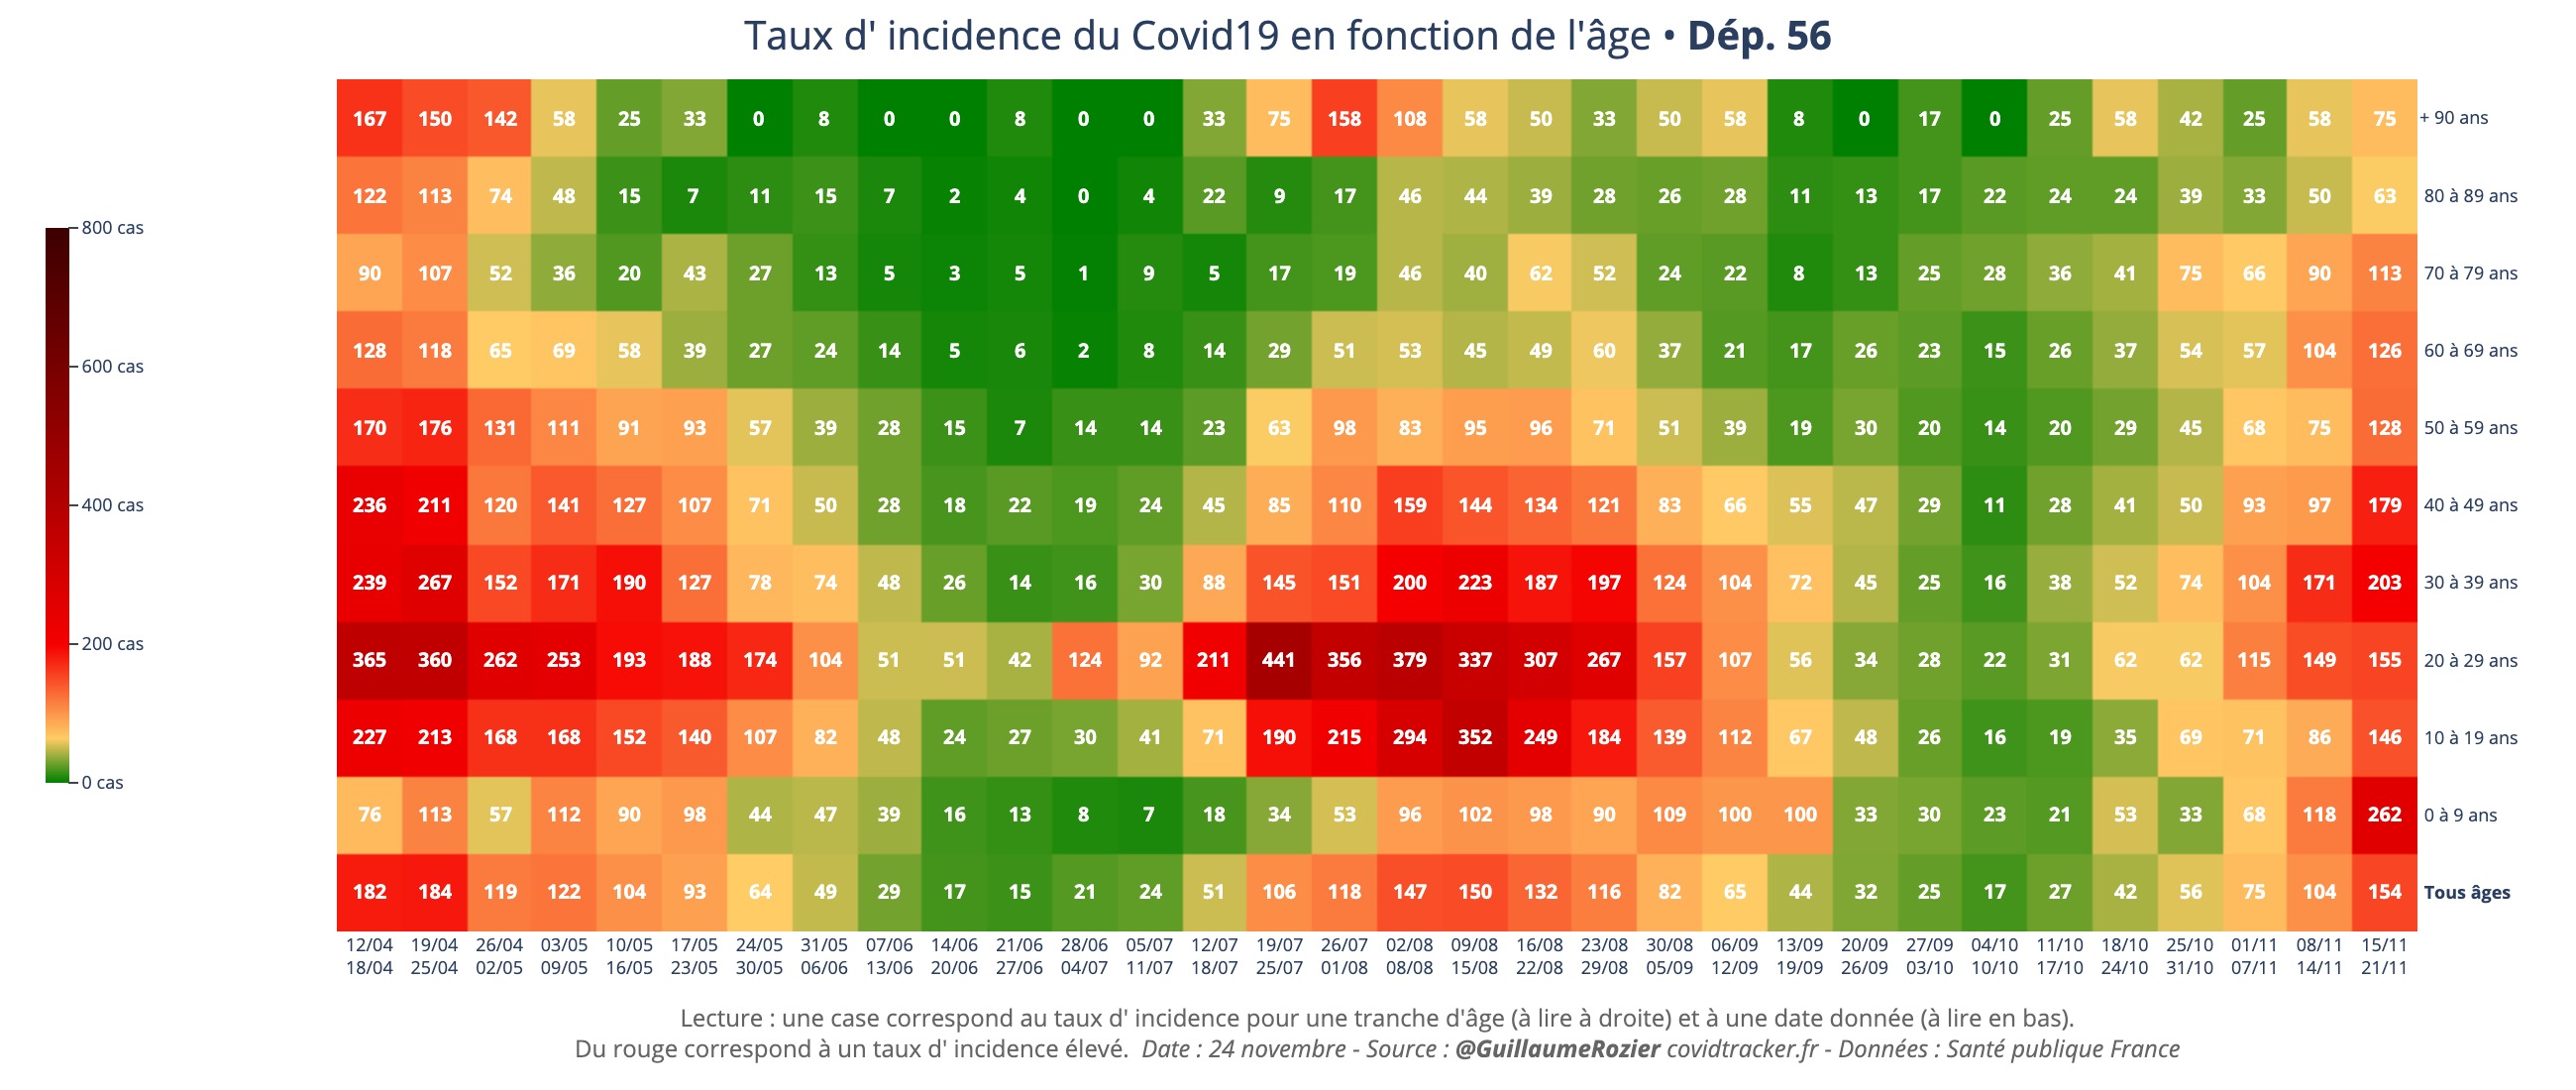 Taux d' incidence du Covid19 en fonction de l'âge • Dép. 56
800 cas
600 cas
400 cas
200 cas
0 cas
167 150 142 58 25 33 0 8 0 0 8 0 0 33 75 158 108 58 50 33 50 58 8 0 17 0 25 58 42 25 58 75 + 90 ans
122 113 74 48 15 7 11 15 7 2 4 0 4 22 9 17 46 44 39 28 26 28 11 13 17 22 24 24 39 33 50 63 80 à 89 ans
90 107 52 36 20 43 27 13 5 3 5 1 9 5 17 19 46 40 62 52 24 22 8 13 25 28 36 41 75 66 90 113 70 à 79 ans
128 118 65 69 58 39 27 24 14 5 6 2 8 14 29 51 53 45 49 60 37 21 17 26 23 15 26 37 54 57 104 126 60 à 69 ans
170 176 131 111 91 93 57 39 28 15 7 14 14 23 63 98 83 95 96 71 51 39 19 30 20 14 20 29 45 68 75 128 50 à 59 ans
236 211 120 141 127 107 71 50 28 18 22 19 24 45 85 110 159 144 134 121 83 66 55 47 29 11 28 41 50 93 97 179 40 à 49 ans
239 267 152 171 190 127 78 74 48 26 14 16 30 88 145 151 200 223 187 197 124 104 72 45 25 16 38 52 74 104 171 203 30 à 39 ans
365 360 262 253 193 188 174 104 51 51 42 124 92 211 441 356 379 337 307 267 157 107 56 34 28 22 31 62 62 115 149 155 20 à 29 ans
227 213 168 168 152 140 107 82 48 24 27 30 41 71 190 215 294 352 249 184 139 112 67 48 26 16 19 35 69 71 86 146 10 à 19 ans
76 113 57 112 90 98 44 47 39 16 13 8 7 18 34 53 96 102 98 90 109 100 100 33 30 23 21 53 33 68 118 262 0 à 9 ans
182 184 119 122 104 93 64 49 29 17 15 21 24 51 106 118 147 150 132 116 82 65 44 32 25 17 27 42 56 75 104 154 Tous âges
12/04 19/04 26/04 03/05 10/05 17/05 24/05 31/05 07/06 14/06 21/06 28/06 05/07 12/07 19/07 26/07 02/08 09/08 16/08 23/08 30/08 06/09 13/09 20/09 27/09 04/10 11/10 18/10 25/10 01/11 08/11 15/11
18/04 25/04 02/05 09/05 16/05 23/05 30/05 06/06 13/06 20/06 27/06 04/07 11/07 18/07 25/07 01/08 08/08 15/08 22/08 29/08 05/09 12/09 19/09 26/09 03/10 10/10 17/10 24/10 31/10 07/11 14/11 21/11
Lecture : une case correspond au taux d' incidence pour une tranche d'âge (à lire à droite) et à une date donnée (à lire en bas).
Du rouge correspond à un taux d' incidence élevé. Date : 24 novembre - Source : @GuillaumeRozier covidtracker.fr - Données : Santé publique France